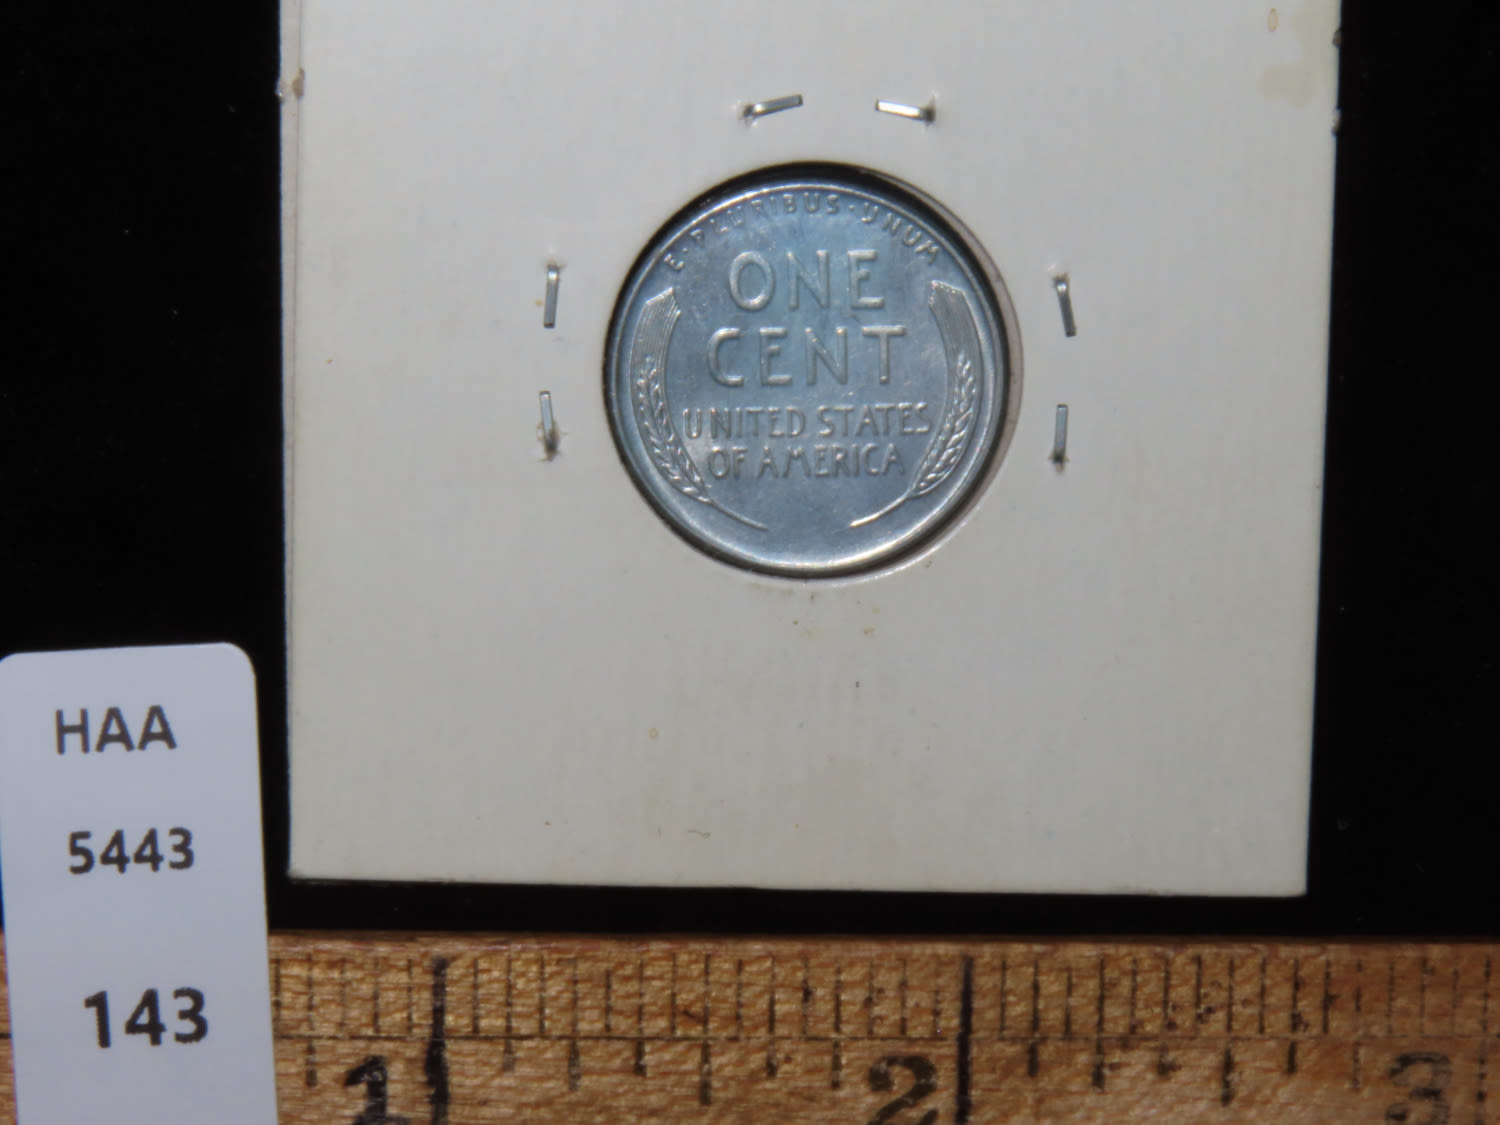 E·PLURIBUS·UNUM
ONE
CENT
UNITED STATES
OF AMERICA
HAA
5443
143
1 2 3